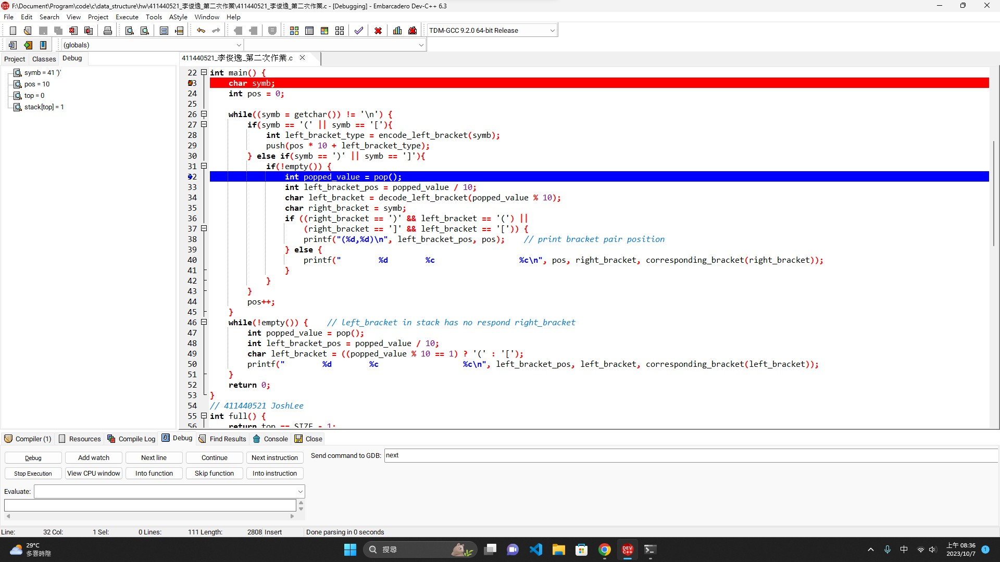 F:\Document\Program\code\c\data_structure\hw\411440521_李俊逸_第二次作業\411440521_李俊逸_第二次作業.c - [Debugging] - Embarcadero Dev-C++ 6.3
File Edit Search View Project Execute Tools AStyle Window Help
TDM-GCC 9.2.0 64-bit Release
(globals)
Project Classes Debug
411440521_李俊逸_第二次作業.c
symb = 41 ')'
pos = 10
top = 0
stack[top] = 1
22 int main() {
23 char symb;
24 int pos = 0;
25
26 while((symb = getchar()) != '\n') {
27 if(symb == '(' || symb == '['){
28 int left_bracket_type = encode_left_bracket(symb);
29 push(pos * 10 + left_bracket_type);
30 } else if(symb == ')' || symb == ']'){
31 if(!empty()) {
32 int popped_value = pop();
33 int left_bracket_pos = popped_value / 10;
34 char left_bracket = decode_left_bracket(popped_value % 10);
35 char right_bracket = symb;
36 if ((right_bracket == ')' && left_bracket == '(') ||
37 (right_bracket == ']' && left_bracket == '[')) {
38 printf("(%d,%d)\n", left_bracket_pos, pos); // print bracket pair position
39 } else {
40 printf(" %d %c %c\n", pos, right_bracket, corresponding_bracket(right_bracket));
41 }
42 }
43 }
44 pos++;
45 }
46 while(!empty()) { // left_bracket in stack has no respond right_bracket
47 int popped_value = pop();
48 int left_bracket_pos = popped_value / 10;
49 char left_bracket = ((popped_value % 10 == 1) ? '(' : '[');
50 printf(" %d %c %c\n", left_bracket_pos, left_bracket, corresponding_bracket(left_bracket));
51 }
52 return 0;
53 }
54 // 411440521 JoshLee
55 int full() {
56 return top == SIZE - 1;
Compiler (1) Resources Compile Log Debug Find Results Console Close
Debug Add watch Next line Continue Next instruction
Send command to GDB: next
Stop Execution View CPU window Into function Skip function Into instruction
Evaluate:
Line: 32 Col: 1 Sel: 0 Lines: 111 Length: 2808 Insert Done parsing in 0 seconds
29°C
多雲時陰
搜尋
DEV C++
中
上午 08:36
2023/10/7
1